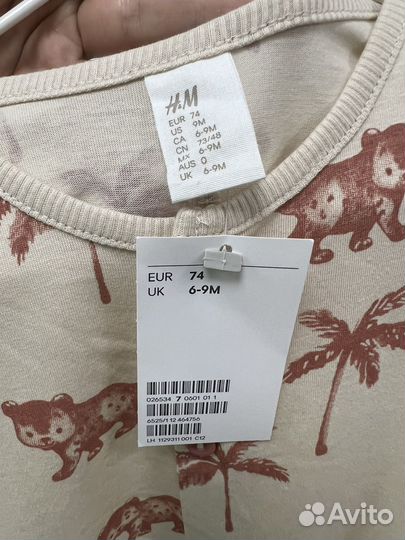 H&M
EUR 74
US 9M
CA 6-9M
CN 73/48
MX 6-9M
AUS 0
UK 6-9M
EUR 74
UK 6-9M
026534 7 0601 01 1
6525/1 12 464756
LH 1129311 001 C12
Avito